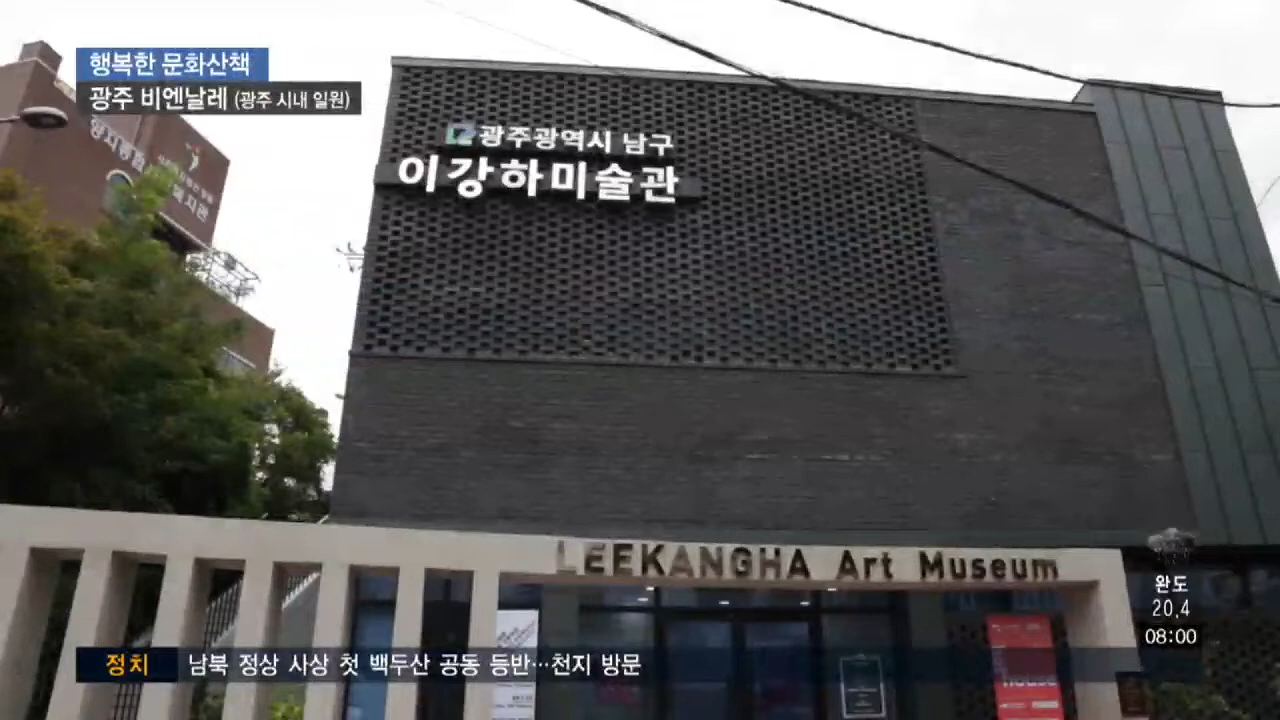 행복한 문화산책
광주 비엔날레 (광주 시내 일원)
광주광역시 남구
이강하미술관
LEEKANGHA Art Museum
완도
20.4
08:00
정치 남북 정상 사상 첫 백두산 공동 등반…천지 방문